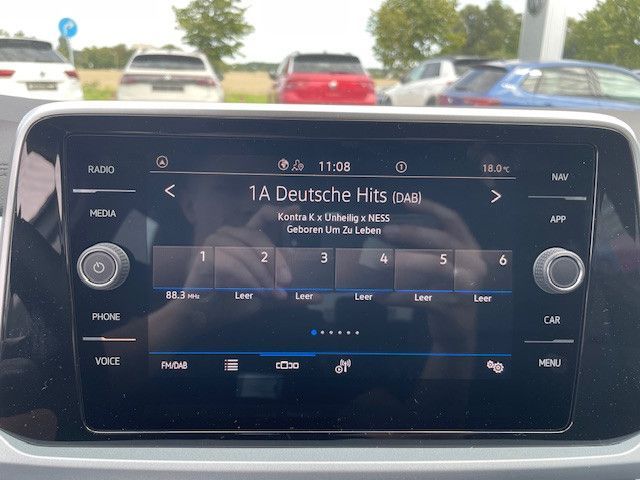 RADIO
MEDIA
PHONE
VOICE
11:08
18.0°C
1A Deutsche Hits (DAB)
Kontra K x Unheilig x NESS
Geboren Um Zu Leben
1 2 3 4 5 6
88.3 MHz Leer Leer Leer Leer Leer
FM/DAB
NAV
APP
CAR
MENU